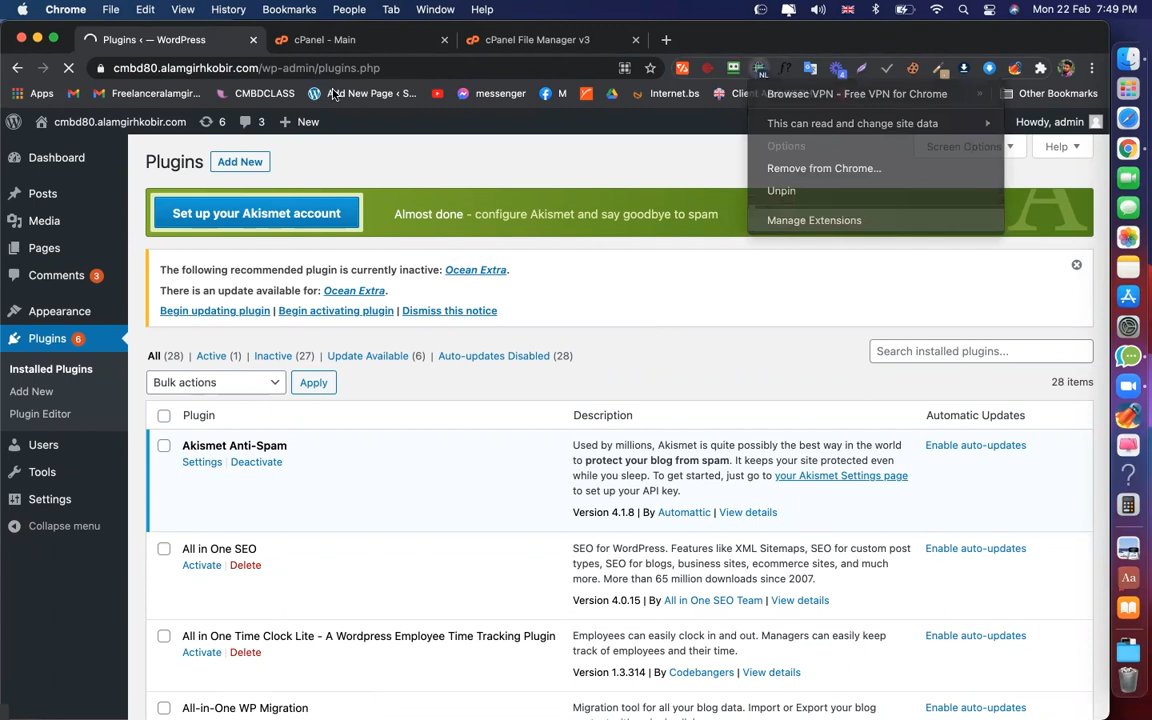 Chrome File Edit View History Bookmarks People Tab Window Help Mon 22 Feb 7:49 PM
Plugins ‹ — WordPress cPanel - Main cPanel File Manager v3
cmbd80.alamgirhkobir.com/wp-admin/plugins.php NL 4
Apps Freelanceralamgir... CMBDCLASS Add New Page ‹ S... messenger M Internet.bs Other Bookmarks
Browsec VPN - Free VPN for Chrome
This can read and change site data
Options
Remove from Chrome...
Unpin
Manage Extensions
cmbd80.alamgirhkobir.com 6 3 New Howdy, admin
Dashboard
Posts
Media
Pages
Comments 3
Appearance
Plugins 6
Installed Plugins
Add New
Plugin Editor
Users
Tools
Settings
Collapse menu
Plugins Add New Screen Options Help
Set up your Akismet account Almost done - configure Akismet and say goodbye to spam A
The following recommended plugin is currently inactive: Ocean Extra.
There is an update available for: Ocean Extra.
Begin updating plugin | Begin activating plugin | Dismiss this notice
All (28) Active (1) | Inactive (27) | Update Available (6) | Auto-updates Disabled (28)
Search installed plugins...
Bulk actions Apply 28 items
Plugin Description Automatic Updates
Akismet Anti-Spam
Settings | Deactivate
Used by millions, Akismet is quite possibly the best way in the world
to protect your blog from spam. It keeps your site protected even
while you sleep. To get started, just go to your Akismet Settings page
to set up your API key.
Version 4.1.8 | By Automattic | View details
Enable auto-updates
All in One SEO
Activate | Delete
SEO for WordPress. Features like XML Sitemaps, SEO for custom post
types, SEO for blogs, business sites, ecommerce sites, and much
more. More than 65 million downloads since 2007.
Version 4.0.15 | By All in One SEO Team | View details
Enable auto-updates
All in One Time Clock Lite - A Wordpress Employee Time Tracking Plugin
Activate | Delete
Employees can easily clock in and out. Managers can easily keep
track of employees and their time.
Version 1.3.314 | By Codebangers | View details
Enable auto-updates
All-in-One WP Migration
Migration tool for all your blog data. Import or Export your blog
Enable auto-updates